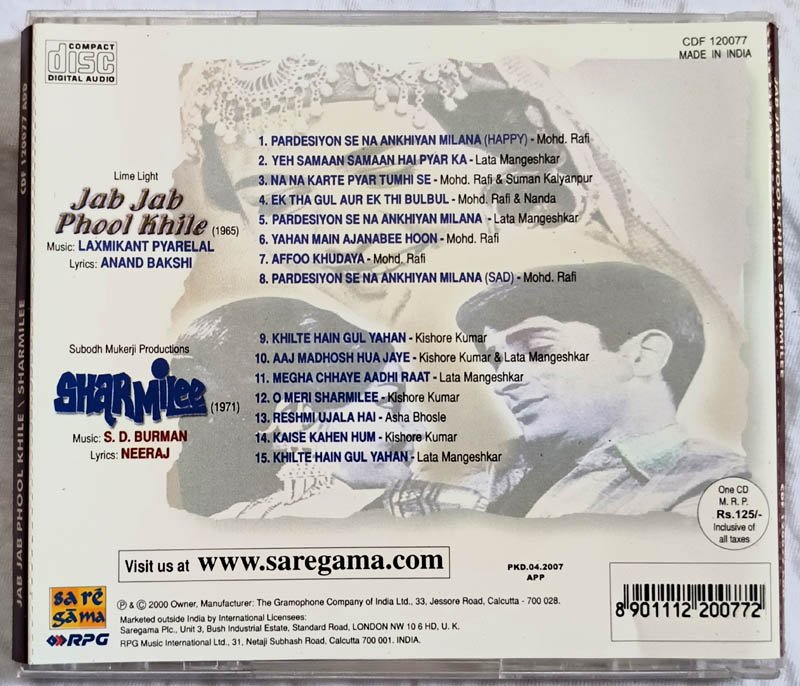 COMPACT
disc
DIGITAL AUDIO
CDF 120077
MADE IN INDIA
1. PARDESIYON SE NA ANKHIYAN MILANA (HAPPY) - Mohd. Rafi
2. YEH SAMAAN SAMAAN HAI PYAR KA - Lata Mangeshkar
3. NA NA KARTE PYAR TUMHI SE - Mohd. Rafi & Suman Kalyanpur
4. EK THA GUL AUR EK THI BULBUL - Mohd. Rafi & Nanda
5. PARDESIYON SE NA ANKHIYAN MILANA - Lata Mangeshkar
6. YAHAN MAIN AJANABEE HOON - Mohd. Rafi
7. AFFOO KHUDAYA - Mohd. Rafi
8. PARDESIYON SE NA ANKHIYAN MILANA (SAD) - Mohd. Rafi
Lime Light
Jab Jab
Phool Khile (1965)
Music: LAXMIKANT PYARELAL
Lyrics: ANAND BAKSHI
9. KHILTE HAIN GUL YAHAN - Kishore Kumar
10. AAJ MADHOSH HUA JAYE - Kishore Kumar & Lata Mangeshkar
11. MEGHA CHHAYE AADHI RAAT - Lata Mangeshkar
12. O MERI SHARMILEE - Kishore Kumar
13. RESHMI UJALA HAI - Asha Bhosle
14. KAISE KAHEN HUM - Kishore Kumar
15. KHILTE HAIN GUL YAHAN - Lata Mangeshkar
Subodh Mukerji Productions
SHARMILEE (1971)
Music: S. D. BURMAN
Lyrics: NEERAJ
One CD
M. R. P.
Rs.125/-
Inclusive of
all taxes
Visit us at www.saregama.com
PKD.04.2007
APP
sa rē
gama
RPG
℗ & © 2000 Owner, Manufacturer: The Gramophone Company of India Ltd., 33, Jessore Road, Calcutta - 700 028.
Marketed outside India by International Licensees:
Saregama Plc., Unit 3, Bush Industrial Estate, Standard Road, LONDON NW 10 6 HD, U. K.
RPG Music International Ltd., 31, Netaji Subhash Road, Calcutta 700 001. INDIA.
8 901112 200772
JAB JAB PHOOL KHILE \ SHARMILEE CDF 120077 ADD
JAB JAB PHOOL KHILE \ SHARMILEE